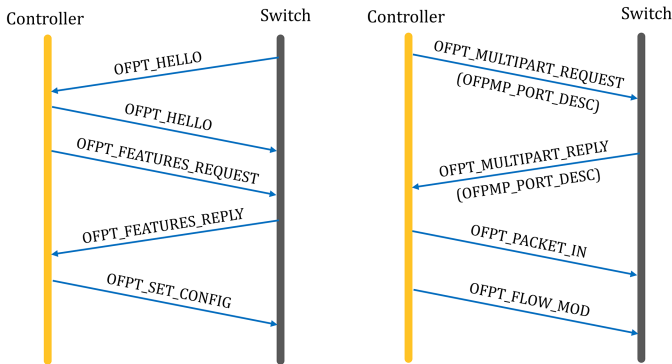 Controller
Switch
OFPT_HELLO
OFPT_HELLO
OFPT_FEATURES_REQUEST
OFPT_FEATURES_REPLY
OFPT_SET_CONFIG
Controller
Switch
OFPT_MULTIPART_REQUEST
(OFPMP_PORT_DESC)
OFPT_MULTIPART_REPLY
(OFPMP_PORT_DESC)
OFPT_PACKET_IN
OFPT_FLOW_MOD